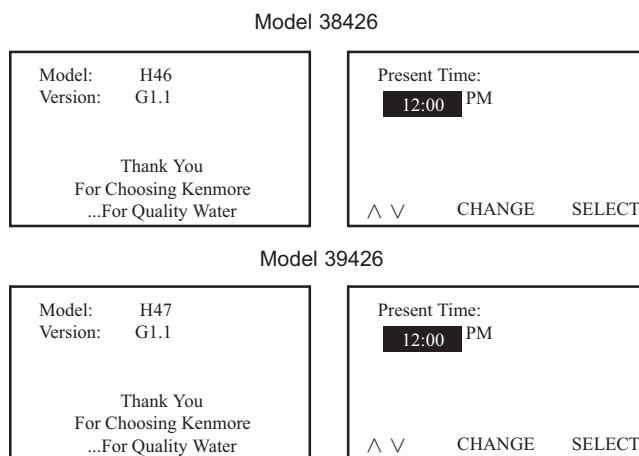 Model 38426
Model: H46
Version: G1.1
Thank You
For Choosing Kenmore
...For Quality Water
Present Time:
12:00 PM
∧ ∨ CHANGE SELECT
Model 39426
Model: H47
Version: G1.1
Thank You
For Choosing Kenmore
...For Quality Water
Present Time:
12:00 PM
∧ ∨ CHANGE SELECT